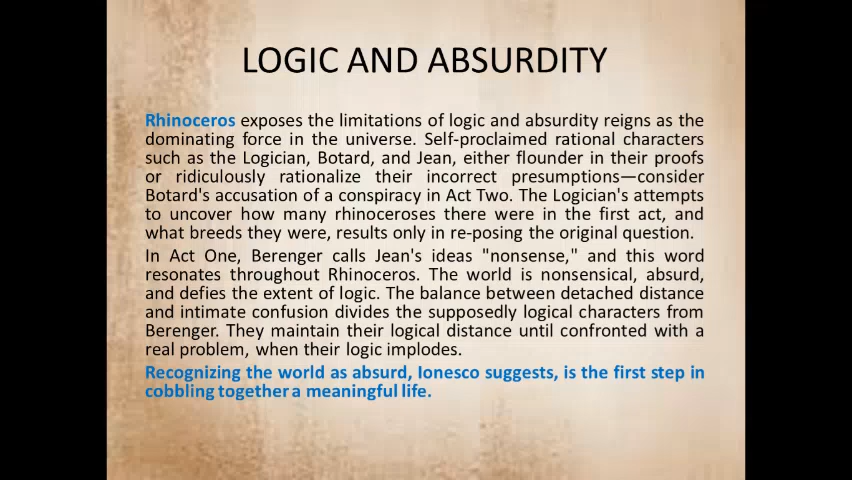 LOGIC AND ABSURDITY
Rhinoceros exposes the limitations of logic and absurdity reigns as the
dominating force in the universe. Self-proclaimed rational characters
such as the Logician, Botard, and Jean, either flounder in their proofs
or ridiculously rationalize their incorrect presumptions—consider
Botard's accusation of a conspiracy in Act Two. The Logician's attempts
to uncover how many rhinoceroses there were in the first act, and
what breeds they were, results only in re-posing the original question.
In Act One, Berenger calls Jean's ideas "nonsense," and this word
resonates throughout Rhinoceros. The world is nonsensical, absurd,
and defies the extent of logic. The balance between detached distance
and intimate confusion divides the supposedly logical characters from
Berenger. They maintain their logical distance until confronted with a
real problem, when their logic implodes.
Recognizing the world as absurd, Ionesco suggests, is the first step in
cobbling together a meaningful life.